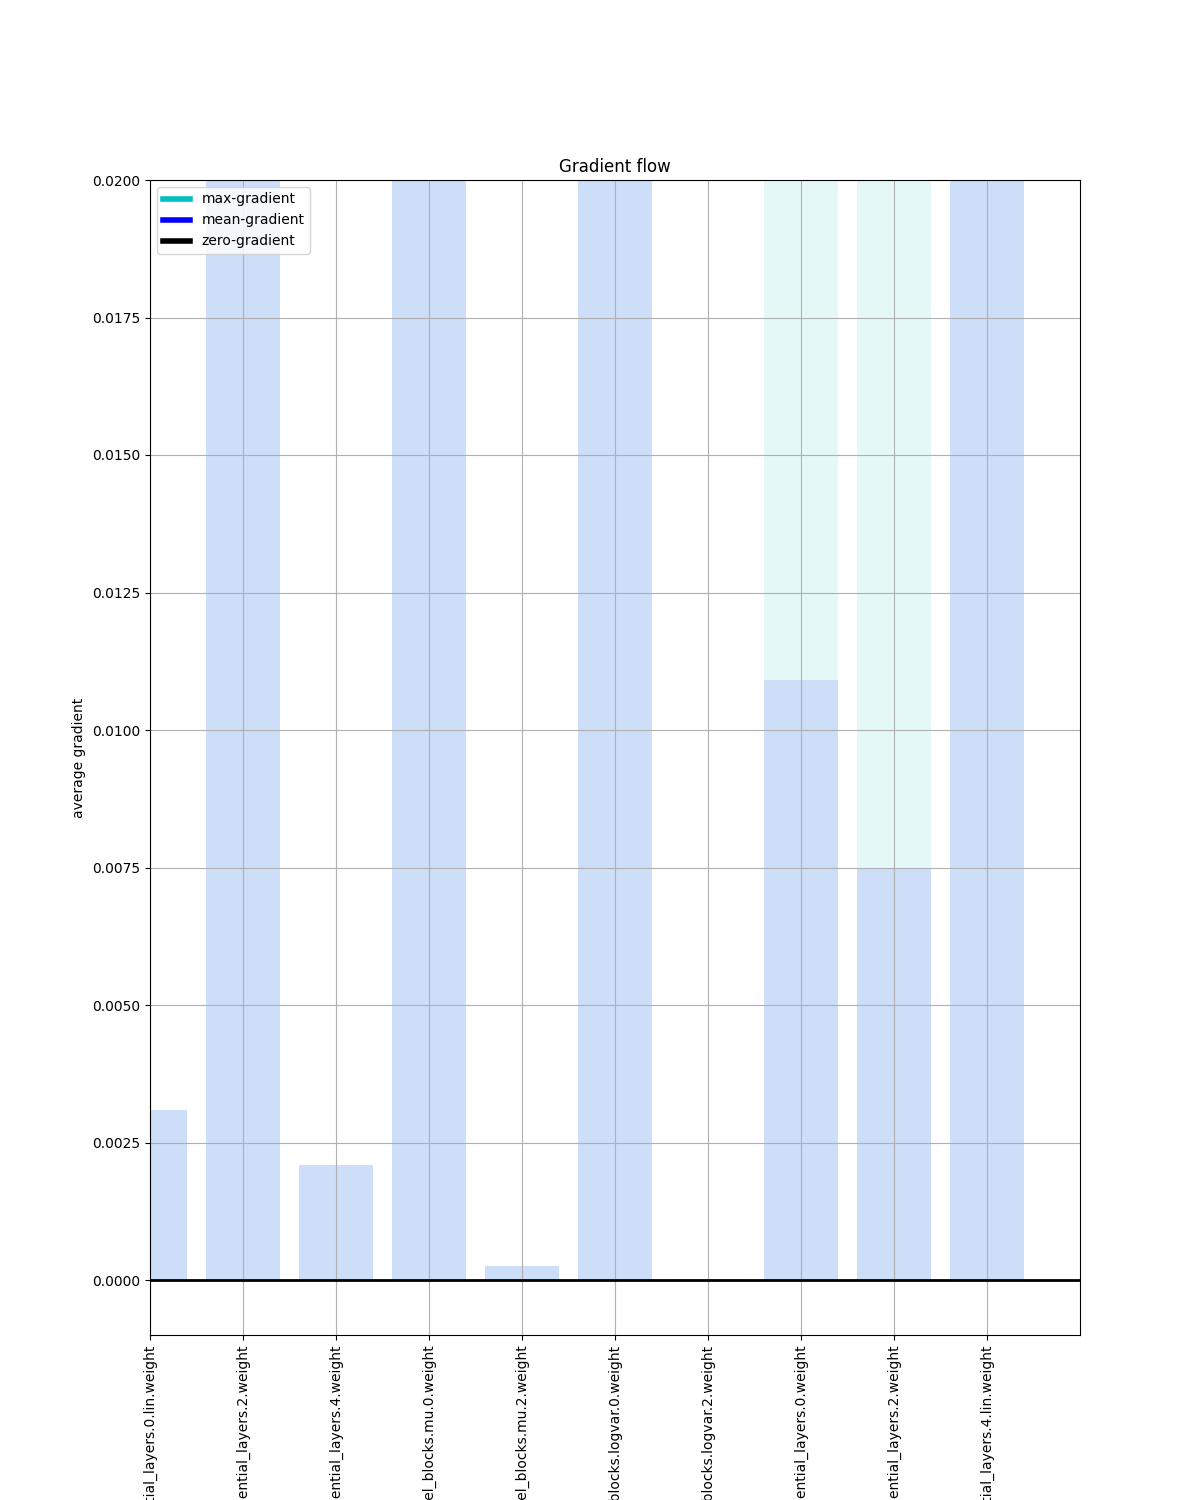 Gradient flow
max-gradient
mean-gradient
zero-gradient
0.0200
0.0175
0.0150
0.0125
0.0100
0.0075
0.0050
0.0025
0.0000
average gradient
tial_layers.0.lin.weight
ential_layers.2.weight
ential_layers.4.weight
el_blocks.mu.0.weight
el_blocks.mu.2.weight
blocks.logvar.0.weight
blocks.logvar.2.weight
ential_layers.0.weight
ential_layers.2.weight
tial_layers.4.lin.weight